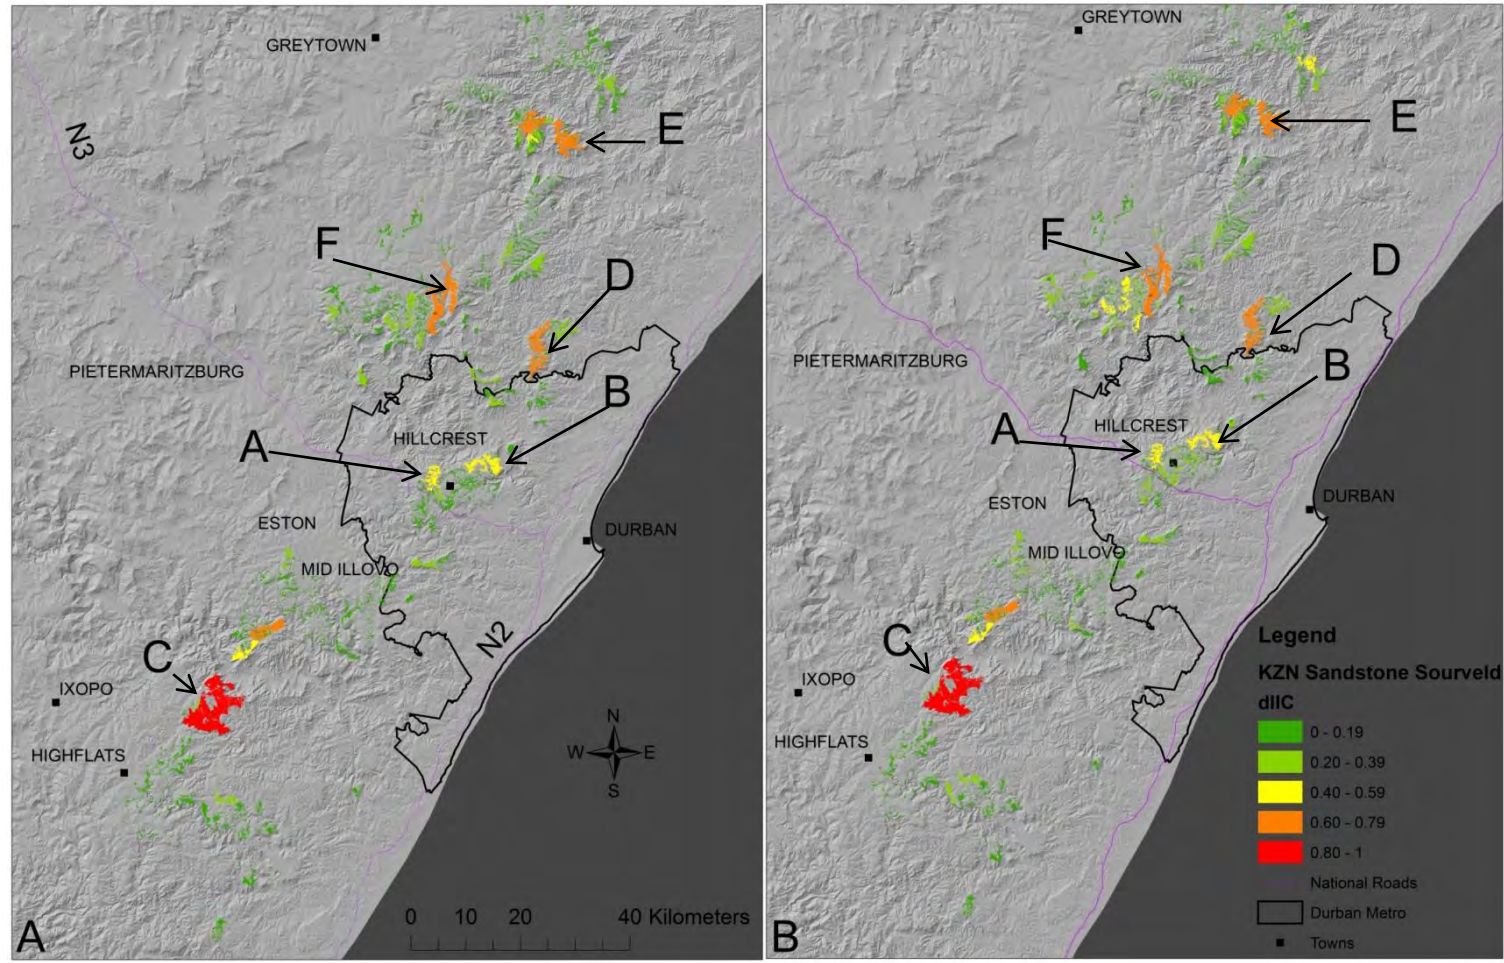 GREYTOWN
N3
E
F
D
PIETERMARITZBURG
B
HILLCREST
A
ESTON
DURBAN
MID ILLOVO
N2
C
IXOPO
HIGHFLATS
N
W E
S
0 10 20 40 Kilometers
A
GREYTOWN
E
F
D
PIETERMARITZBURG
B
HILLCREST
A
ESTON
DURBAN
MID ILLOVO
C
IXOPO
HIGHFLATS
Legend
KZN Sandstone Sourveld
dIIC
0 - 0.19
0.20 - 0.39
0.40 - 0.59
0.60 - 0.79
0.80 - 1
National Roads
Durban Metro
Towns
B